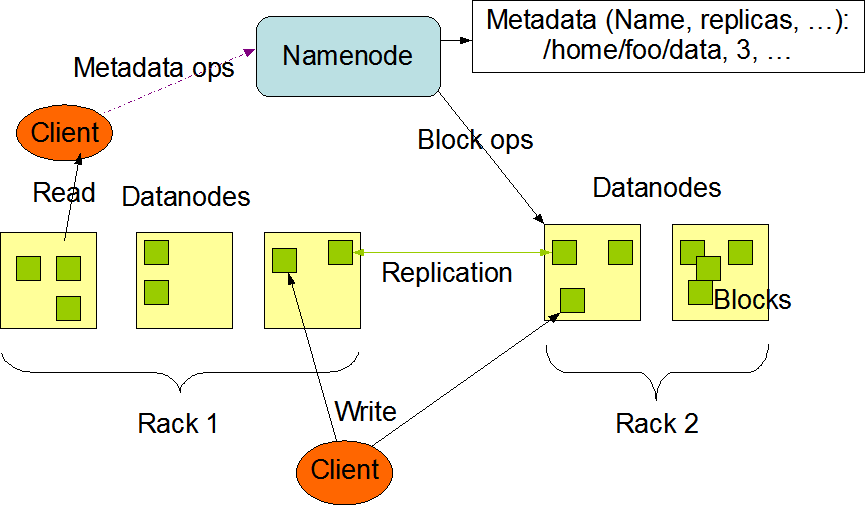 Metadata (Name, replicas, …):
/home/foo/data, 3, …
Namenode
Metadata ops
Client
Block ops
Read
Datanodes
Datanodes
Replication
Blocks
Rack 1
Write
Rack 2
Client